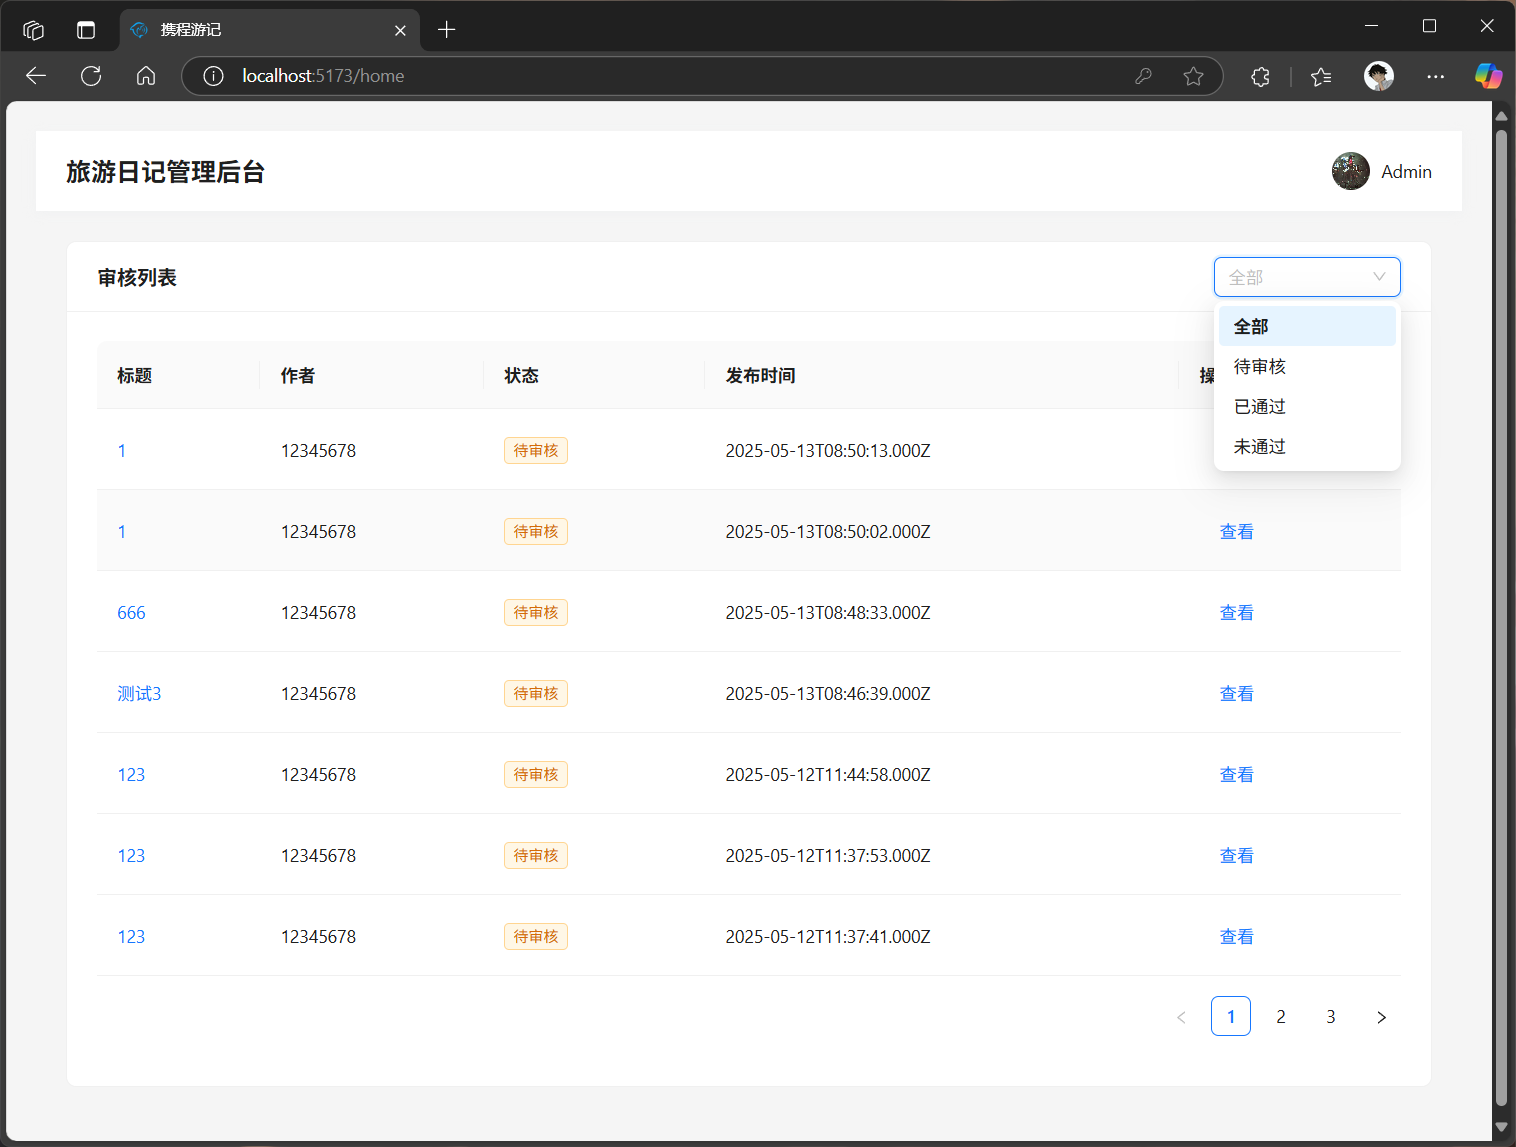 携程游记
localhost:5173/home
旅游日记管理后台
Admin
审核列表
全部
全部
待审核
已通过
未通过
标题 作者 状态 发布时间 操
1 12345678 待审核 2025-05-13T08:50:13.000Z
1 12345678 待审核 2025-05-13T08:50:02.000Z 查看
666 12345678 待审核 2025-05-13T08:48:33.000Z 查看
测试3 12345678 待审核 2025-05-13T08:46:39.000Z 查看
123 12345678 待审核 2025-05-12T11:44:58.000Z 查看
123 12345678 待审核 2025-05-12T11:37:53.000Z 查看
123 12345678 待审核 2025-05-12T11:37:41.000Z 查看
1 2 3